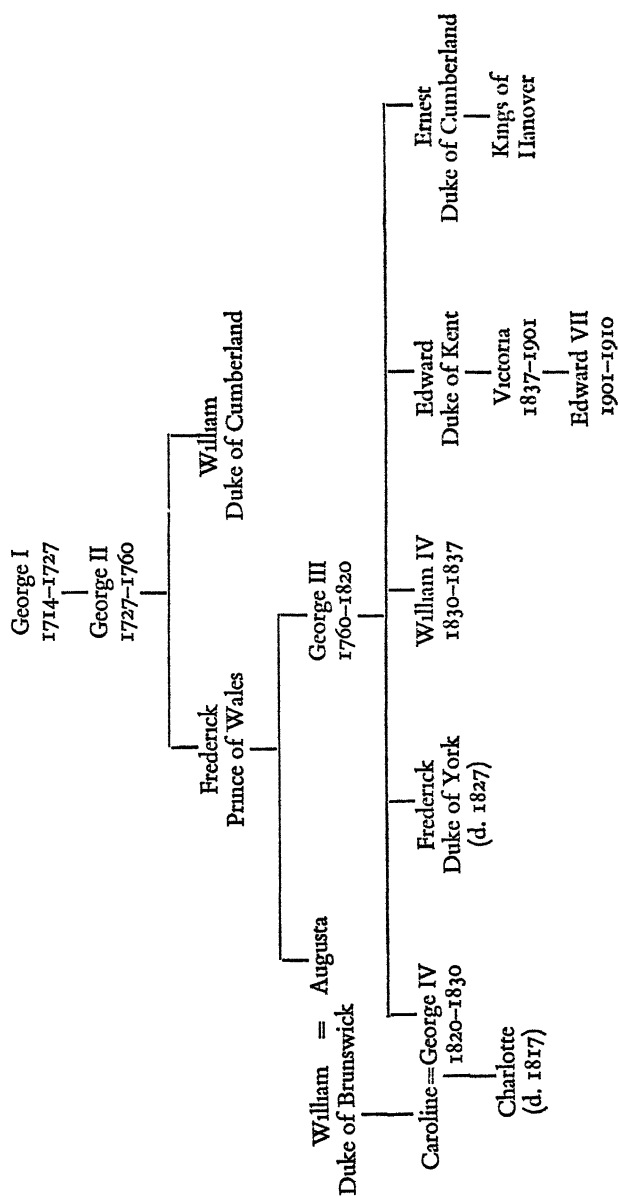 George I
1714–1727
George II
1727–1760
Frederick
Prince of Wales
William
Duke of Cumberland
William = Augusta
Duke of Brunswick
George III
1760–1820
Caroline=George IV
1820–1830
Charlotte
(d. 1817)
Frederick
Duke of York
(d. 1827)
William IV
1830–1837
Edward
Duke of Kent
Victoria
1837–1901
Edward VII
1901–1910
Ernest
Duke of Cumberland
Kings of
Hanover